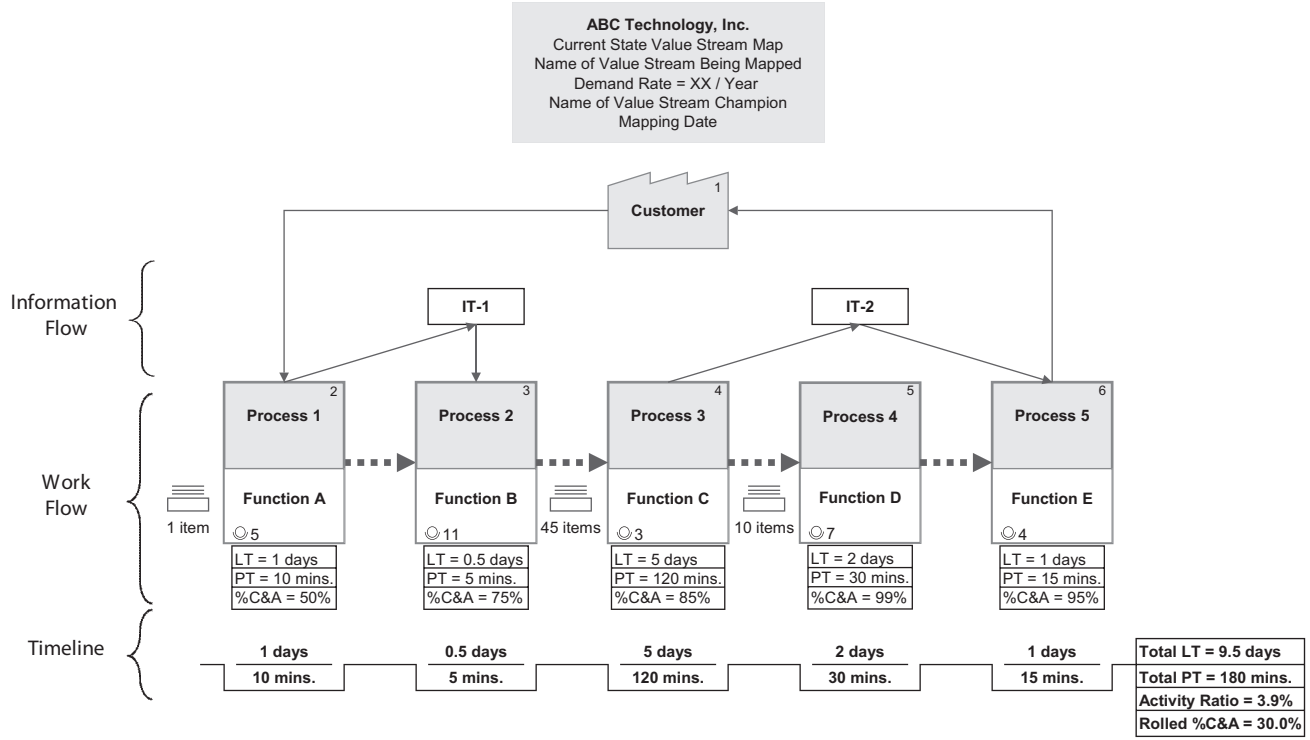 ABC Technology, Inc.
Current State Value Stream Map
Name of Value Stream Being Mapped
Demand Rate = XX / Year
Name of Value Stream Champion
Mapping Date
1
Customer
Information
Flow
IT-1
IT-2
2
Process 1
3
Process 2
4
Process 3
5
Process 4
6
Process 5
Work
Flow
1 item
Function A
5
Function B
11
45 items
Function C
3
10 items
Function D
7
Function E
4
LT = 1 days
PT = 10 mins.
%C&A = 50%
LT = 0.5 days
PT = 5 mins.
%C&A = 75%
LT = 5 days
PT = 120 mins.
%C&A = 85%
LT = 2 days
PT = 30 mins.
%C&A = 99%
LT = 1 days
PT = 15 mins.
%C&A = 95%
Timeline
1 days
10 mins.
0.5 days
5 mins.
5 days
120 mins.
2 days
30 mins.
1 days
15 mins.
Total LT = 9.5 days
Total PT = 180 mins.
Activity Ratio = 3.9%
Rolled %C&A = 30.0%